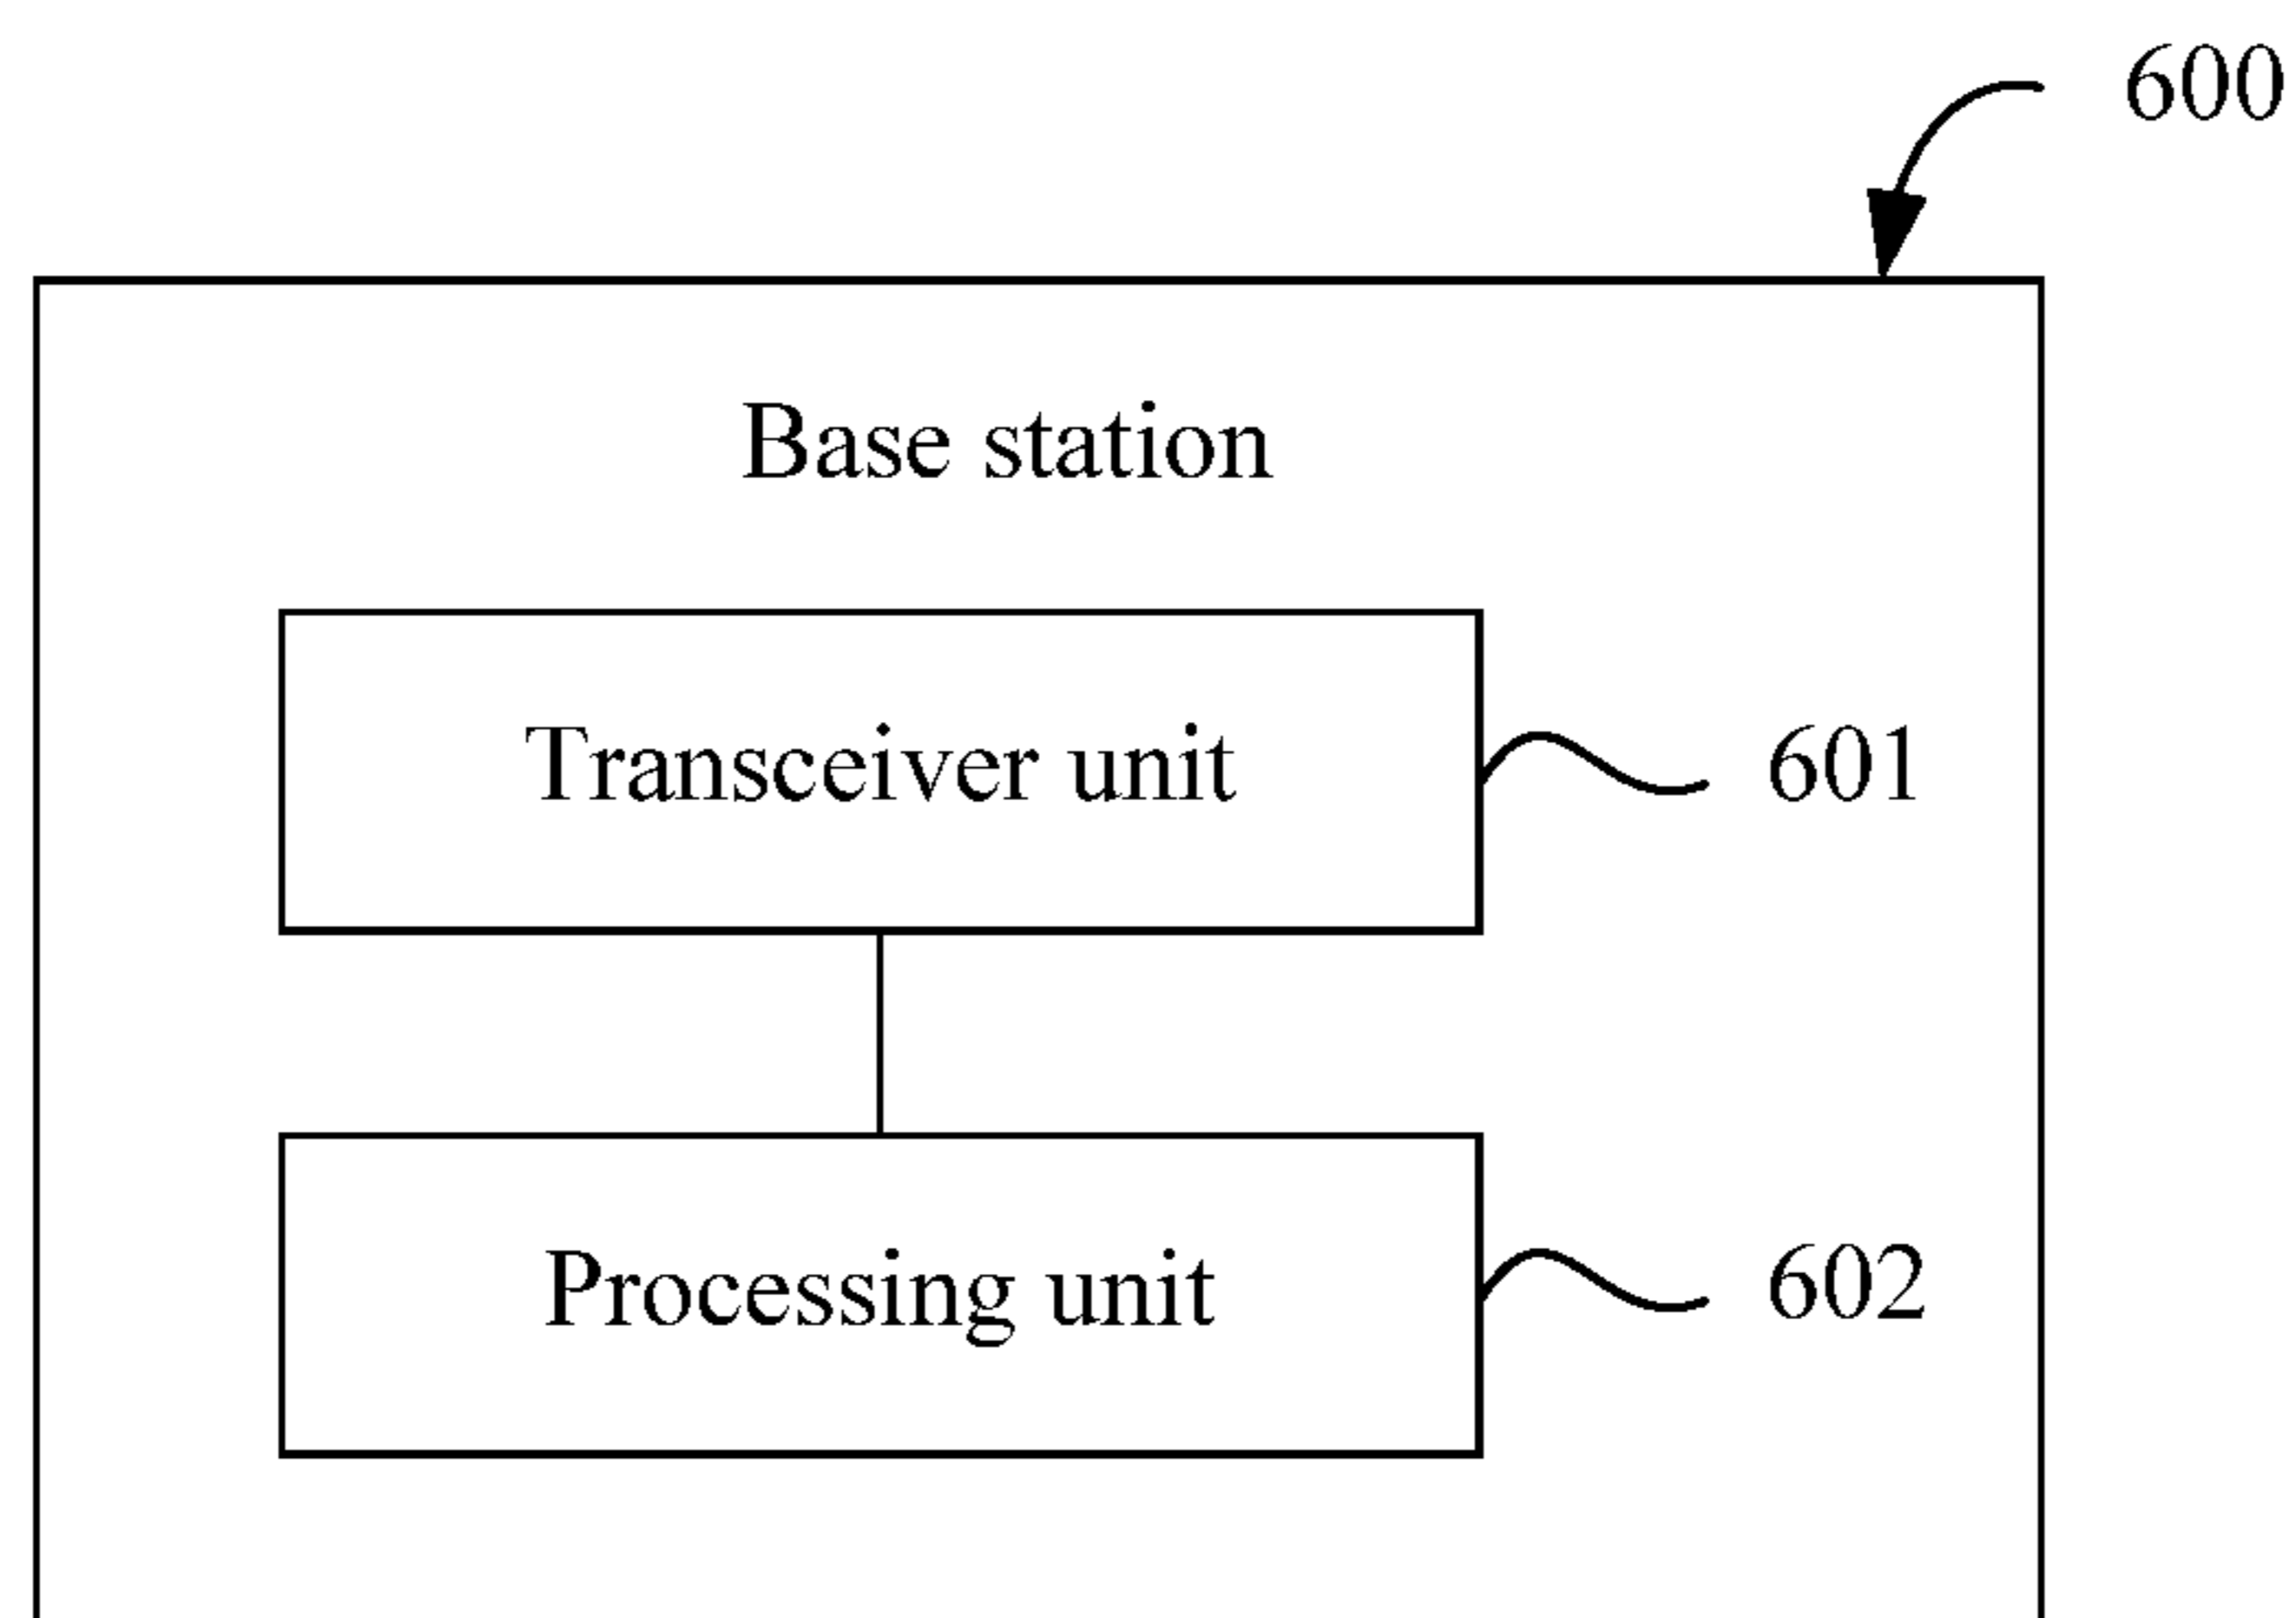 600
Base station
Transceiver unit
601
Processing unit
602